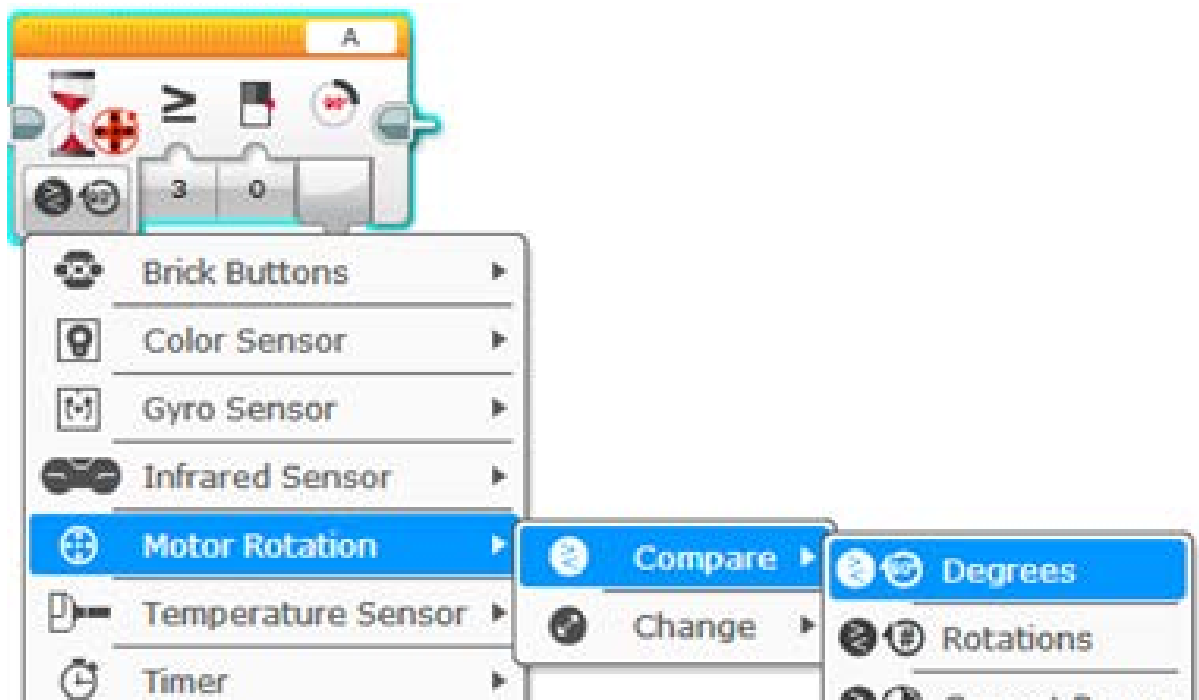 A
≥
90°
3 0
Brick Buttons
Color Sensor
Gyro Sensor
Infrared Sensor
Motor Rotation
Compare
Degrees
Temperature Sensor
Change
# Rotations
Timer